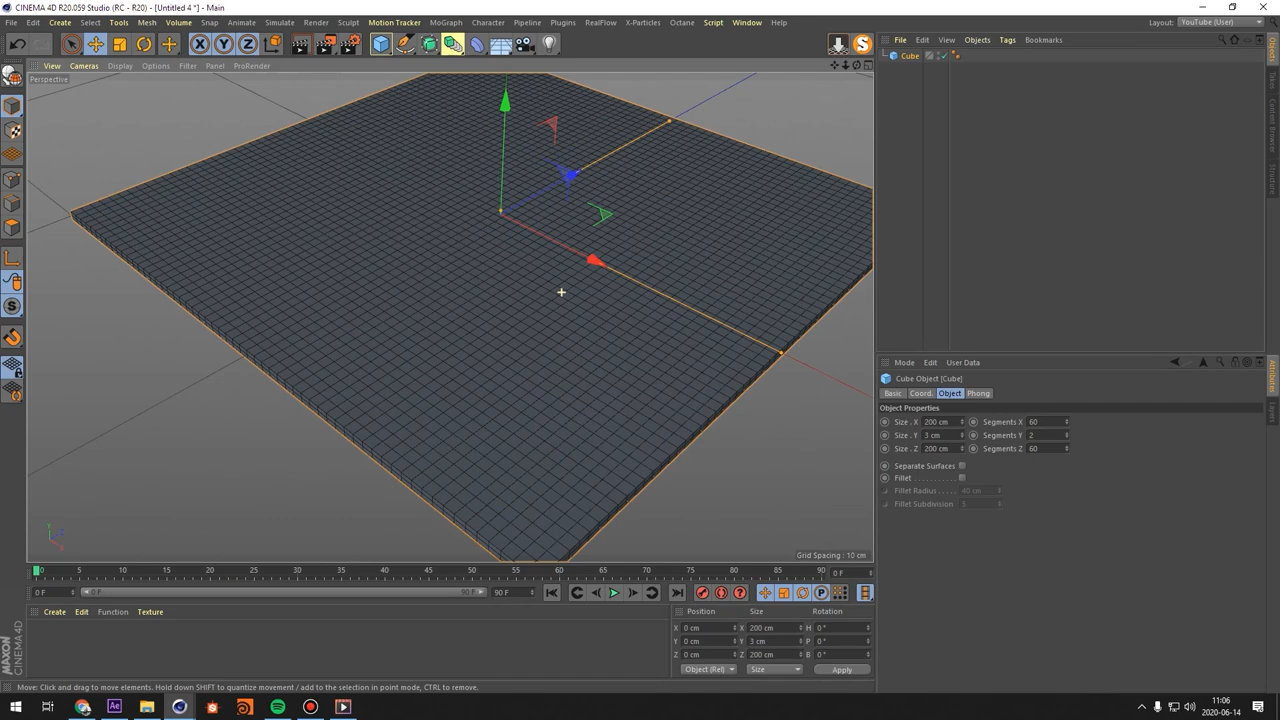 CINEMA 4D R20.059 Studio (RC - R20) - [Untitled 4 *] - Main
File Edit Create Select Tools Mesh Volume Snap Animate Simulate Render Sculpt Motion Tracker MoGraph Character Pipeline Plugins RealFlow X-Particles Octane Script Window Help
Layout: YouTube (User)
X Y Z
File Edit View Objects Tags Bookmarks
Cube
View Cameras Display Options Filter Panel ProRender
Perspective
Objects
Takes
Content Browser
Structure
Mode Edit User Data
Cube Object [Cube]
Basic Coord. Object Phong
Object Properties
Size . X 200 cm Segments X 60
Size . Y 3 cm Segments Y 2
Size . Z 200 cm Segments Z 60
Separate Surfaces
Fillet . . . . . . . . . . .
Fillet Radius . . . . . 40 cm
Fillet Subdivision 5
Attributes
Layers
Grid Spacing : 10 cm
0 5 10 15 20 25 30 35 40 45 50 55 60 65 70 75 80 85 90 0 F
0 F 0 F 90 F 90 F
Create Edit Function Texture
Position Size Rotation
X 0 cm X 200 cm H 0 °
Y 0 cm Y 3 cm P 0 °
Z 0 cm Z 200 cm B 0 °
Object (Rel) Size Apply
MAXON CINEMA 4D
Move: Click and drag to move elements. Hold down SHIFT to quantize movement / add to the selection in point mode, CTRL to remove.
Ae
11:06
2020-06-14